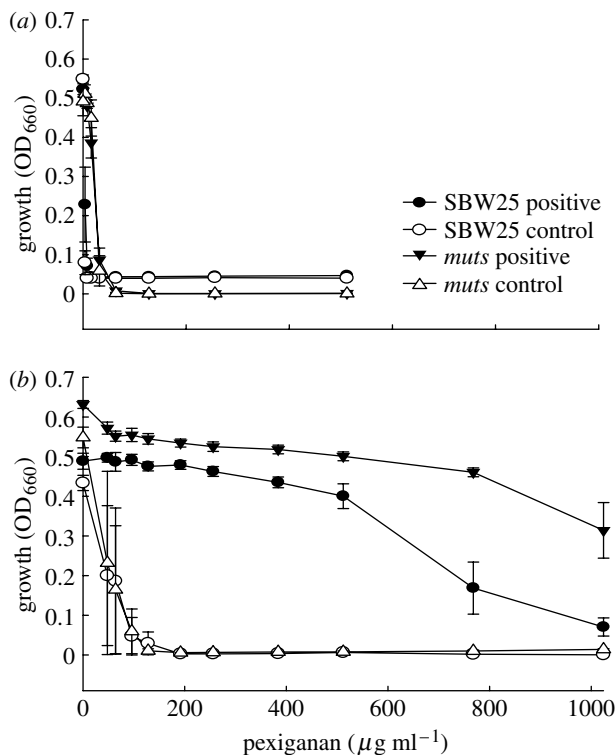 (a)
0.7
0.6
0.5
0.4
0.3
0.2
0.1
0
growth (OD660)
SBW25 positive
SBW25 control
muts positive
muts control
(b)
0.7
0.6
0.5
0.4
0.3
0.2
0.1
0
growth (OD660)
0 200 400 600 800 1000
pexiganan (µg ml−1)